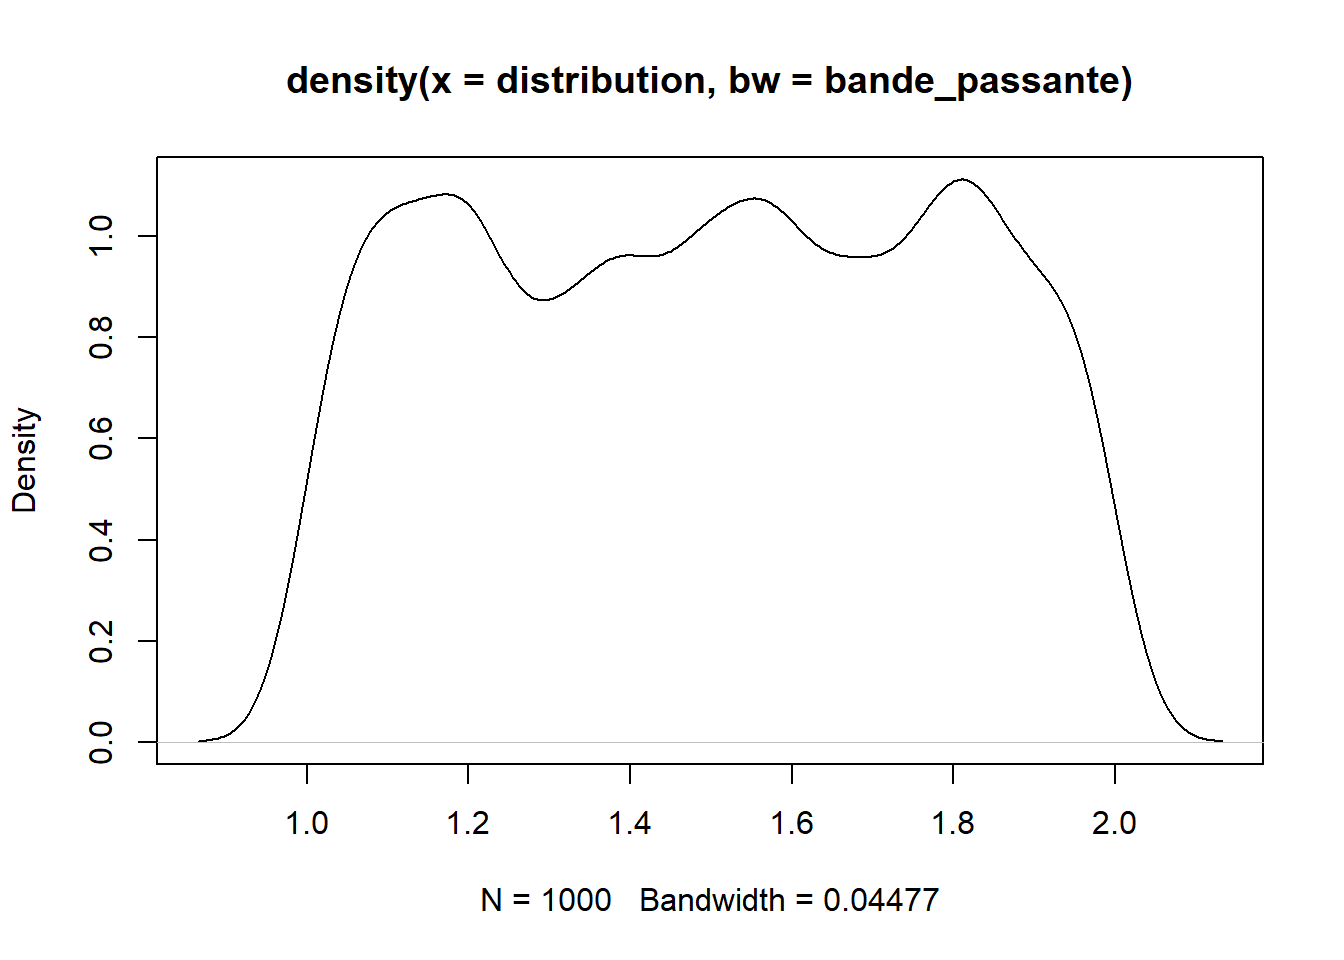 density(x = distribution, bw = bande_passante)
Density
0.0 0.2 0.4 0.6 0.8 1.0
1.0 1.2 1.4 1.6 1.8 2.0
N = 1000 Bandwidth = 0.04477